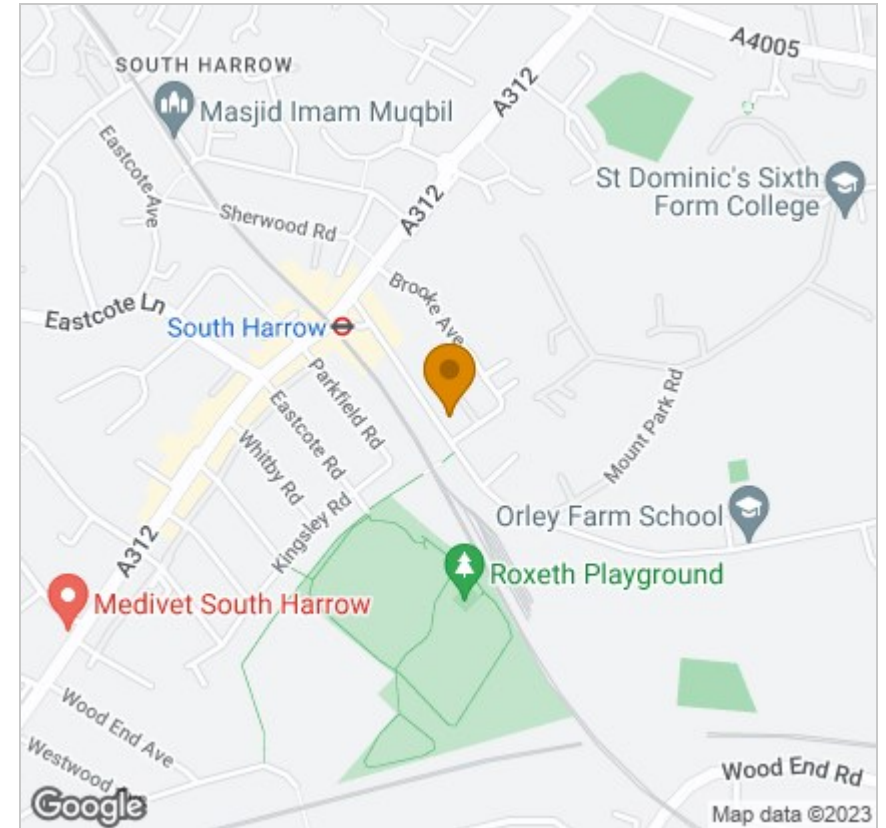 A4005
SOUTH HARROW
A312
Masjid Imam Muqbil
Eastcote Ave
St Dominic's Sixth
Form College
A312
Sherwood Rd
Brooke Ave
Eastcote Ln
South Harrow
Parkfield Rd
Mount Park Rd
Eastcote Rd
Whitby Rd
Kingsley Rd
Orley Farm School
A312
Roxeth Playground
Medivet South Harrow
Wood End Ave
Westwood Ave
Wood End Rd
Google
Map data ©2023